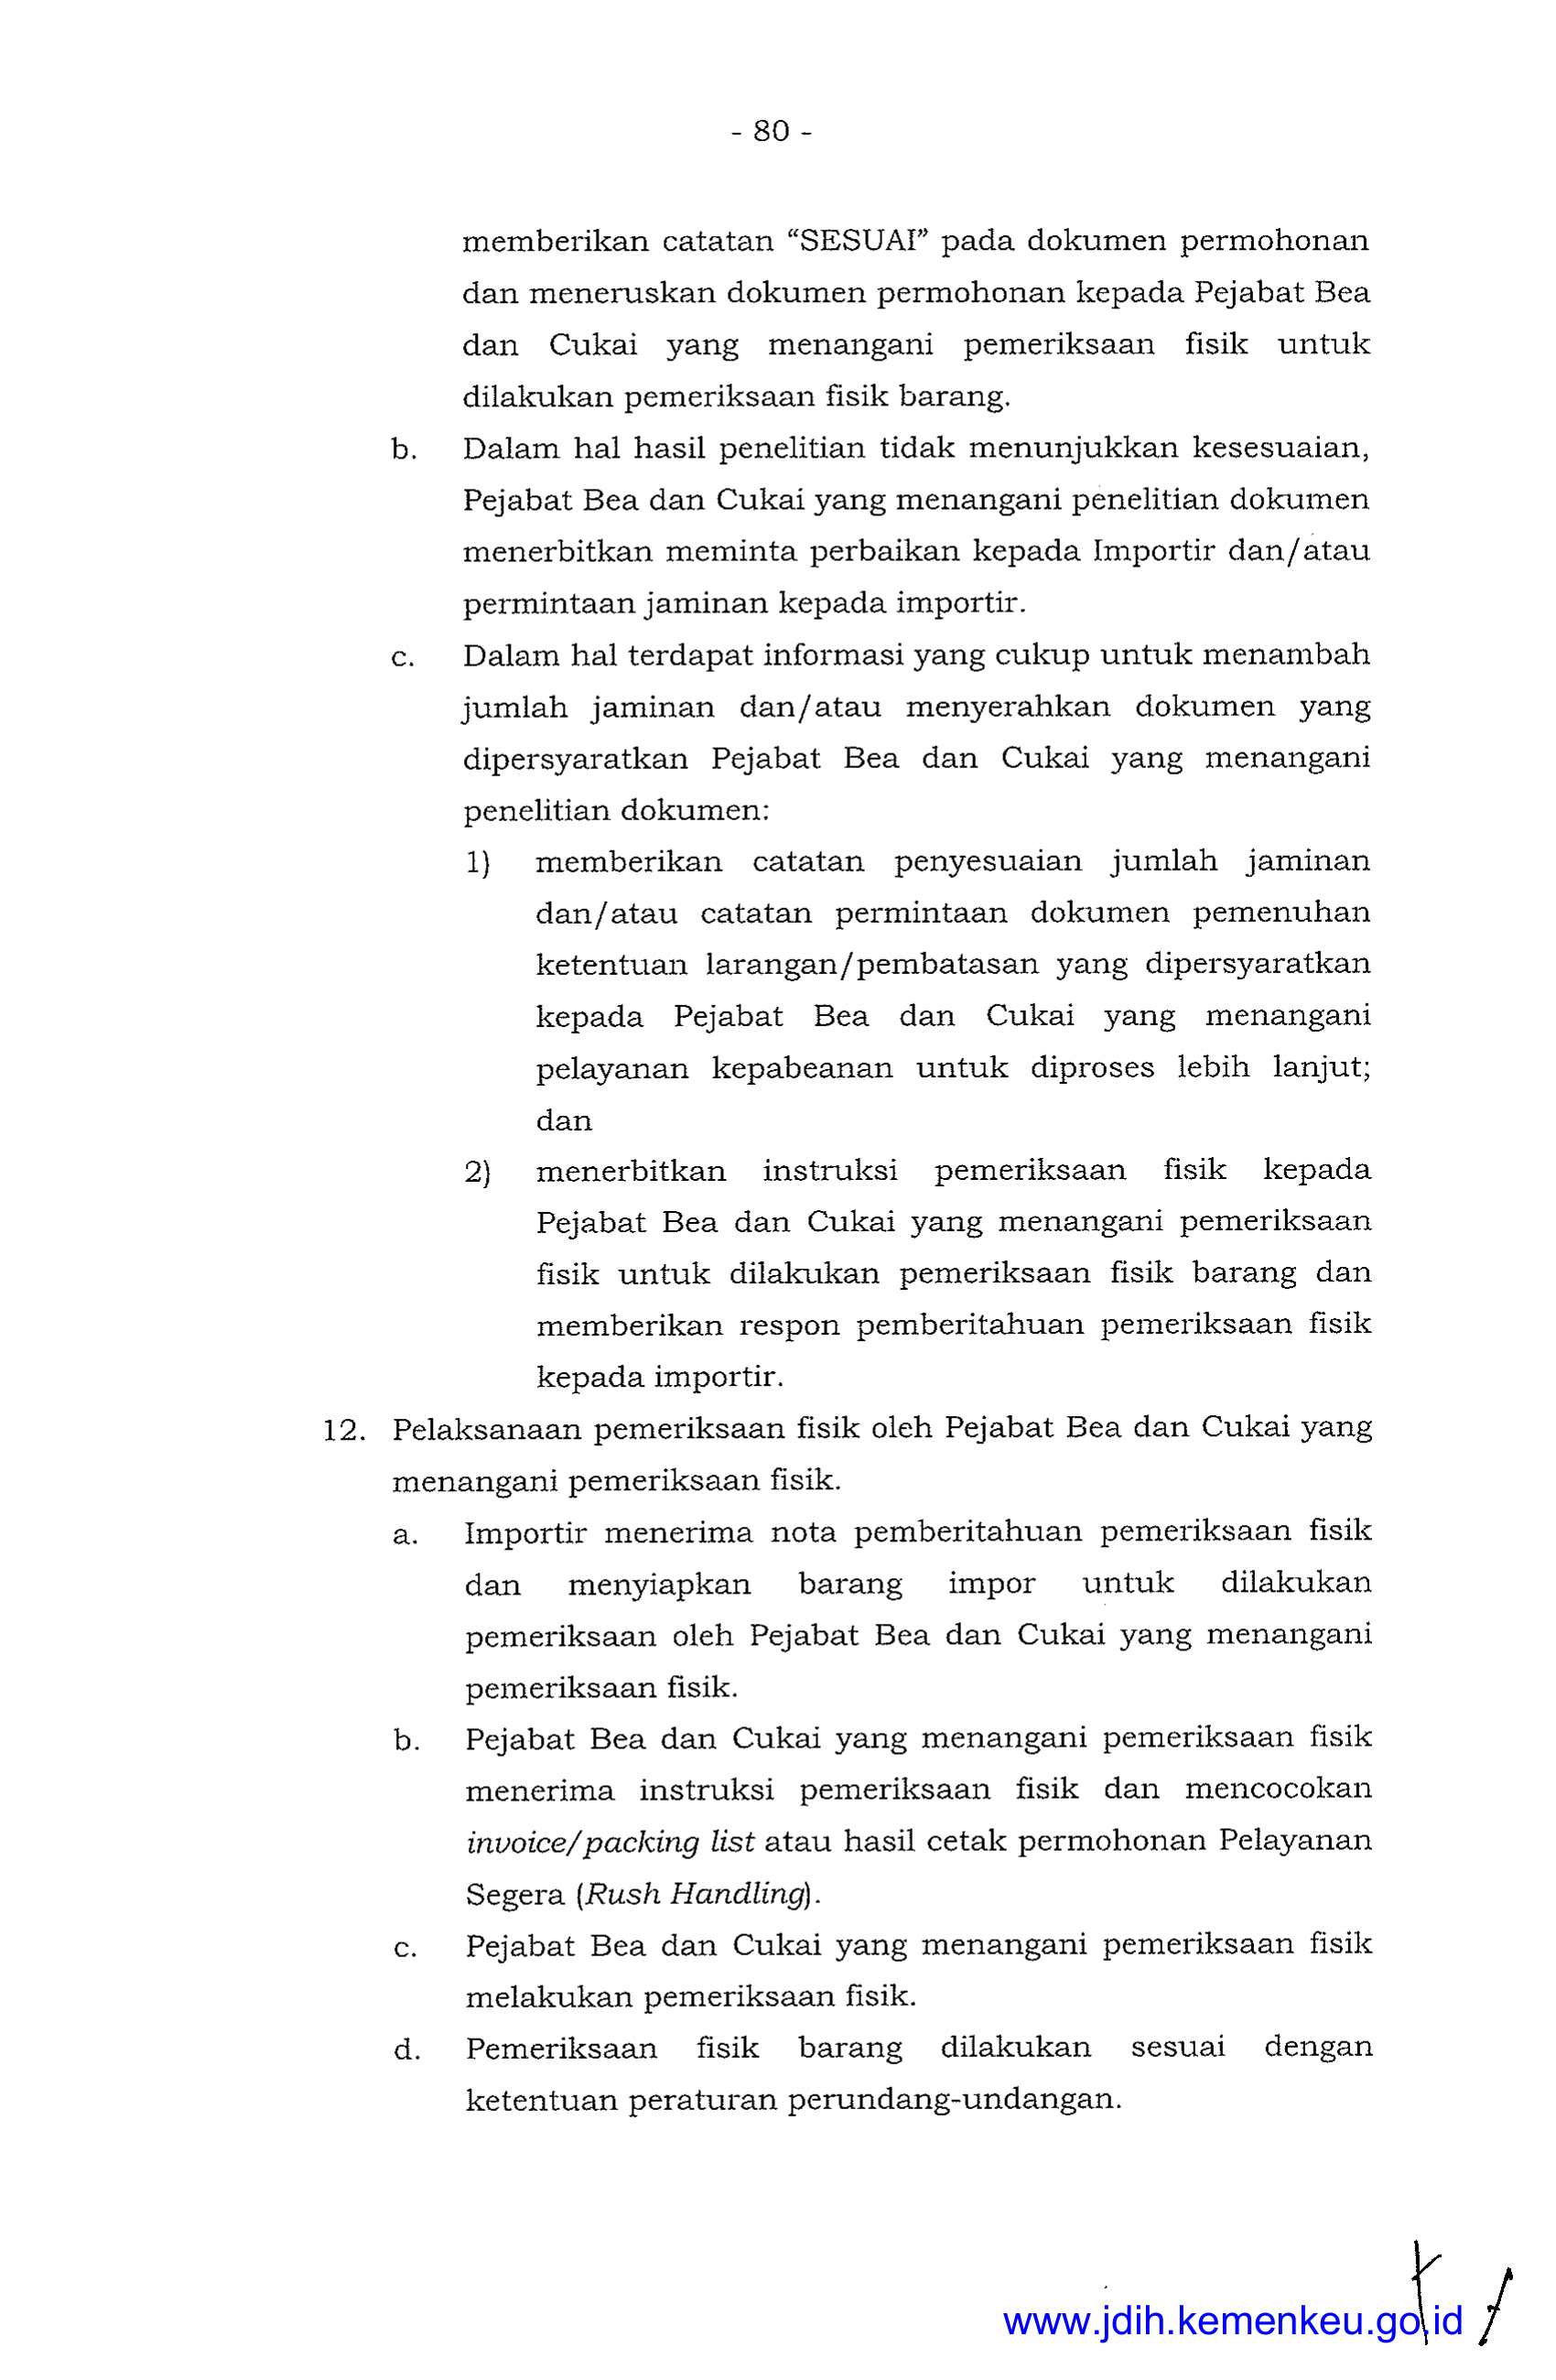 - 80 -
memberikan catatan “SESUAI” pada dokumen permohonan
dan meneruskan dokumen permohonan kepada Pejabat Bea
dan Cukai yang menangani pemeriksaan fisik untuk
dilakukan pemeriksaan fisik barang.
b. Dalam hal hasil penelitian tidak menunjukkan kesesuaian,
Pejabat Bea dan Cukai yang menangani penelitian dokumen
menerbitkan meminta perbaikan kepada Importir dan/atau
permintaan jaminan kepada importir.
c. Dalam hal terdapat informasi yang cukup untuk menambah
jumlah jaminan dan/atau menyerahkan dokumen yang
dipersyaratkan Pejabat Bea dan Cukai yang menangani
penelitian dokumen:
1) memberikan catatan penyesuaian jumlah jaminan
dan/atau catatan permintaan dokumen pemenuhan
ketentuan larangan/pembatasan yang dipersyaratkan
kepada Pejabat Bea dan Cukai yang menangani
pelayanan kepabeanan untuk diproses lebih lanjut;
dan
2) menerbitkan instruksi pemeriksaan fisik kepada
Pejabat Bea dan Cukai yang menangani pemeriksaan
fisik untuk dilakukan pemeriksaan fisik barang dan
memberikan respon pemberitahuan pemeriksaan fisik
kepada importir.
12. Pelaksanaan pemeriksaan fisik oleh Pejabat Bea dan Cukai yang
menangani pemeriksaan fisik.
a. Importir menerima nota pemberitahuan pemeriksaan fisik
dan menyiapkan barang impor untuk dilakukan
pemeriksaan oleh Pejabat Bea dan Cukai yang menangani
pemeriksaan fisik.
b. Pejabat Bea dan Cukai yang menangani pemeriksaan fisik
menerima instruksi pemeriksaan fisik dan mencocokan
invoice/packing list atau hasil cetak permohonan Pelayanan
Segera (Rush Handling).
c. Pejabat Bea dan Cukai yang menangani pemeriksaan fisik
melakukan pemeriksaan fisik.
d. Pemeriksaan fisik barang dilakukan sesuai dengan
ketentuan peraturan perundang-undangan.
www.jdih.kemenkeu.go.id